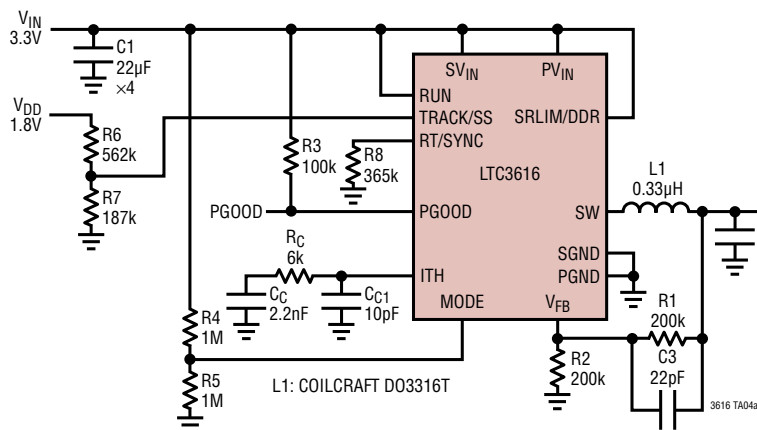 VIN
3.3V
C1
22µF
×4
VDD
1.8V
R6
562k
R7
187k
R3
100k
PGOOD
R8
365k
RC
6k
CC
2.2nF
CC1
10pF
R4
1M
R5
1M
SVIN
PVIN
RUN
TRACK/SS
RT/SYNC
PGOOD
ITH
MODE
SRLIM/DDR
LTC3616
SW
SGND
PGND
VFB
L1
0.33µH
R1
200k
C3
22pF
R2
200k
L1: COILCRAFT DO3316T
3616 TA04a